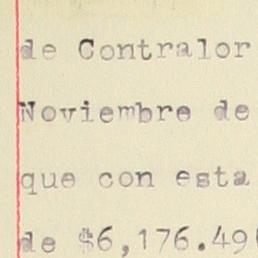 de Contralor
Noviembre de
que con esta
de $6,176.49